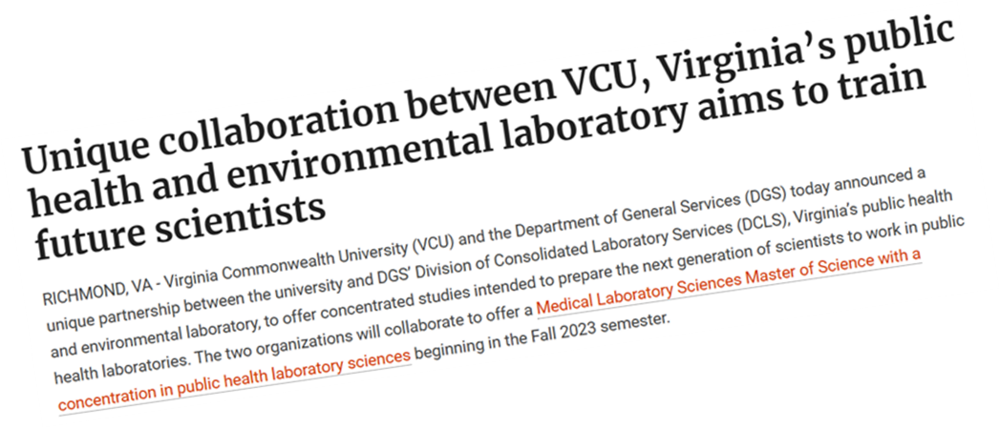 Unique collaboration between VCU, Virginia’s public
health and environmental laboratory aims to train
future scientists
RICHMOND, VA - Virginia Commonwealth University (VCU) and the Department of General Services (DGS) today announced a
unique partnership between the university and DGS’ Division of Consolidated Laboratory Services (DCLS), Virginia’s public health
and environmental laboratory, to offer concentrated studies intended to prepare the next generation of scientists to work in public
health laboratories. The two organizations will collaborate to offer a Medical Laboratory Sciences Master of Science with a
concentration in public health laboratory sciences beginning in the Fall 2023 semester.